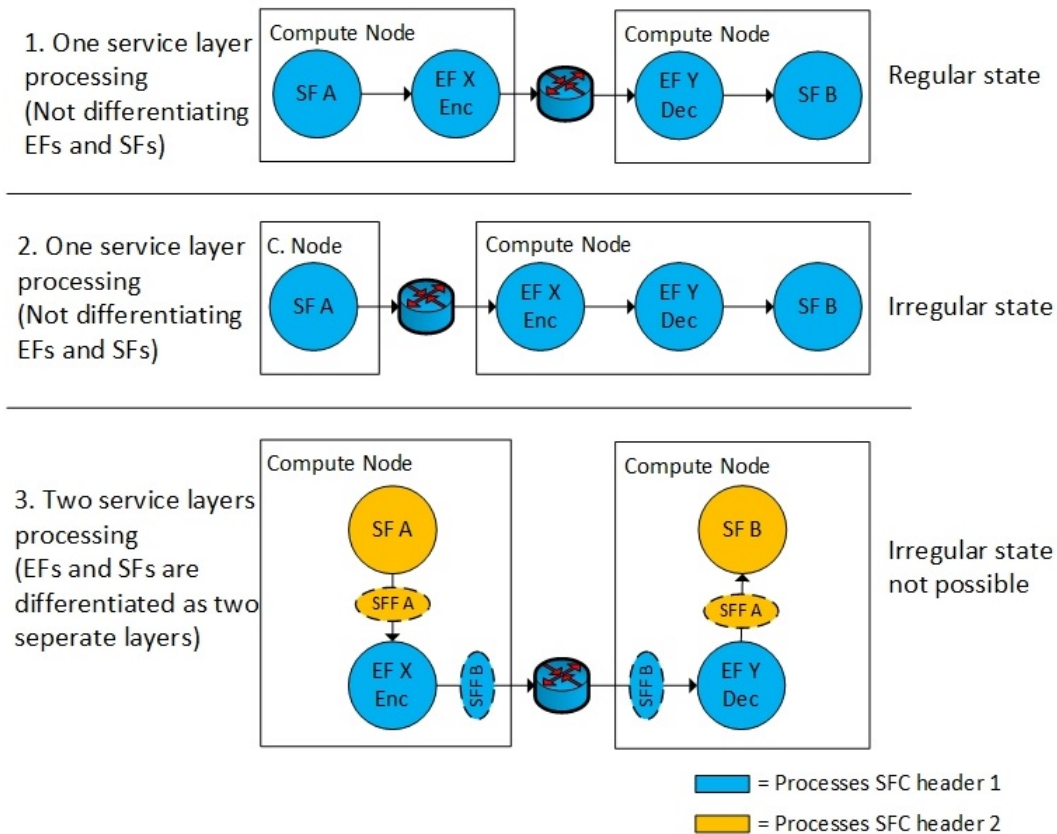 1. One service layer
processing
(Not differentiating
EFs and SFs)
Compute Node
SF A
EF X
Enc
Compute Node
EF Y
Dec
SF B
Regular state
2. One service layer
processing
(Not differentiating
EFs and SFs)
C. Node
SF A
Compute Node
EF X
Enc
EF Y
Dec
SF B
Irregular state
3. Two service layers
processing
(EFs and SFs are
differentiated as two
seperate layers)
Compute Node
SF A
SFF A
EF X
Enc
SFF B
Compute Node
SF B
SFF A
SFF B
EF Y
Dec
Irregular state
not possible
= Processes SFC header 1
= Processes SFC header 2